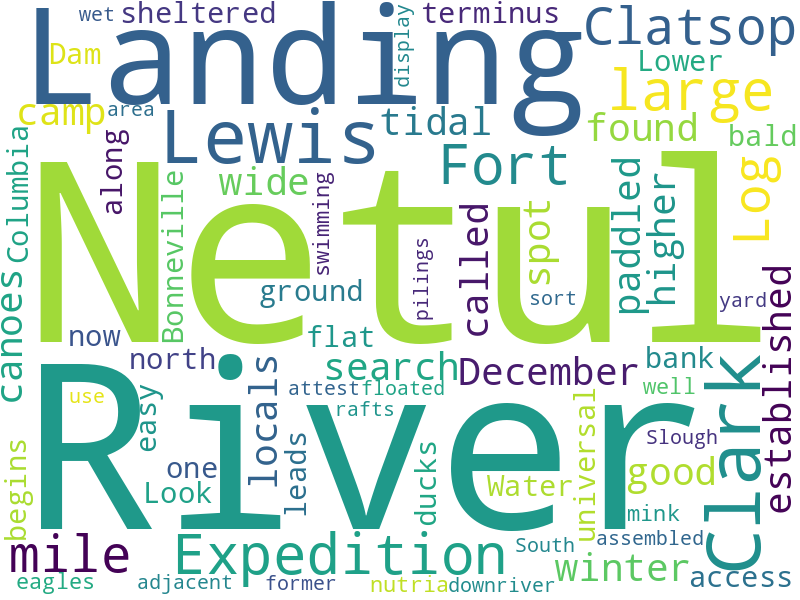 wet
sheltered
terminus
Landing
display
Clatsop
Dam
Lower
camp
area
large
Lewis
tidal
found
bald
Columbia
along
Fort
Log
wide
Bonneville
swimming
paddled
higher
Netul
called
spot
pilings
ground
sort
yard
canoes
now
flat
established
north
search
December
bank
locals
attest
floated
well
use
easy
rafts
River
Clark
universal
begins
one
leads
ducks
Slough
Look
Water
good
mink
mile
Expedition
South
assembled
winter
access
eagles
adjacent
former
nutria
downriver